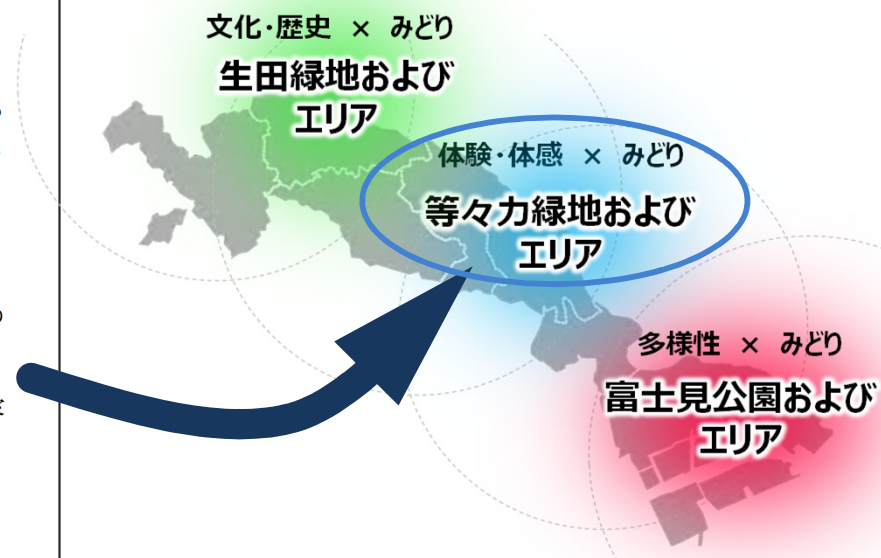 文化・歴史 × みどり
生田緑地および
エリア
体験・体感 × みどり
等々力緑地および
エリア
多様性 × みどり
富士見公園および
エリア